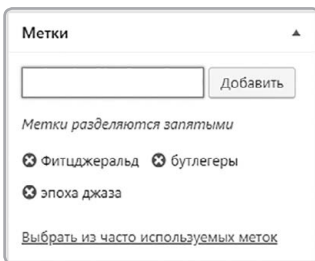 Метки
Добавить
Метки разделяются запятыми
Фитцджеральд бутлегеры
эпоха джаза
Выбрать из часто используемых меток